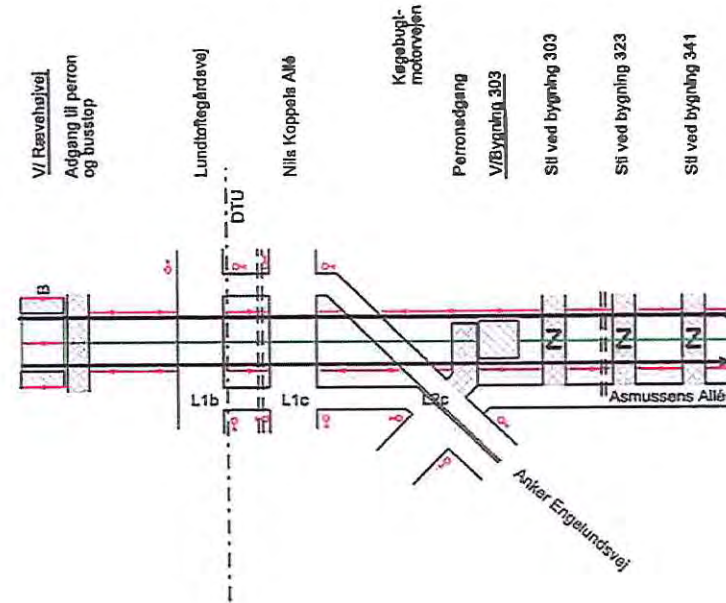 V/ Rævehøjvej
Adgang til perron
og busstop
Lundtoftegårdsvej
Nils Koppels Allé
Køgebugt-
motorvejen
Perronadgang
V/Bygning 303
Sti ved bygning 303
Sti ved bygning 323
Sti ved bygning 341
B
DTU
L1b
L1c
L2c
Z
Z
Z
Asmussens Allé
Anker Engelundsvej